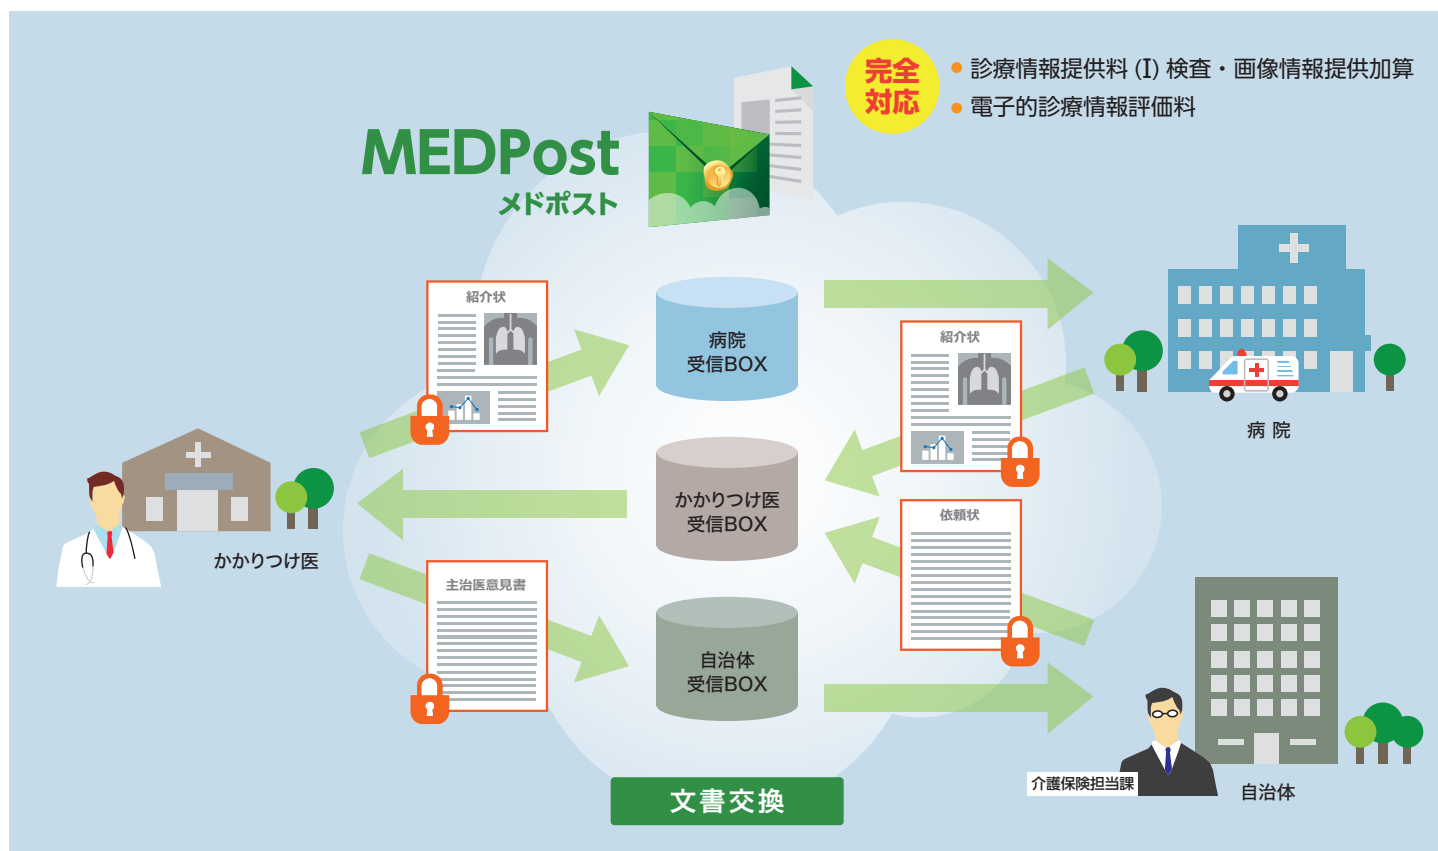 完全
対応
診療情報提供料 (I) 検査・画像情報提供加算
電子的診療情報評価料
MEDPost
メドポスト
紹介状
病院
受信BOX
紹介状
病 院
かかりつけ医
受信BOX
かかりつけ医
依頼状
主治医意見書
自治体
受信BOX
介護保険担当課
自治体
文書交換